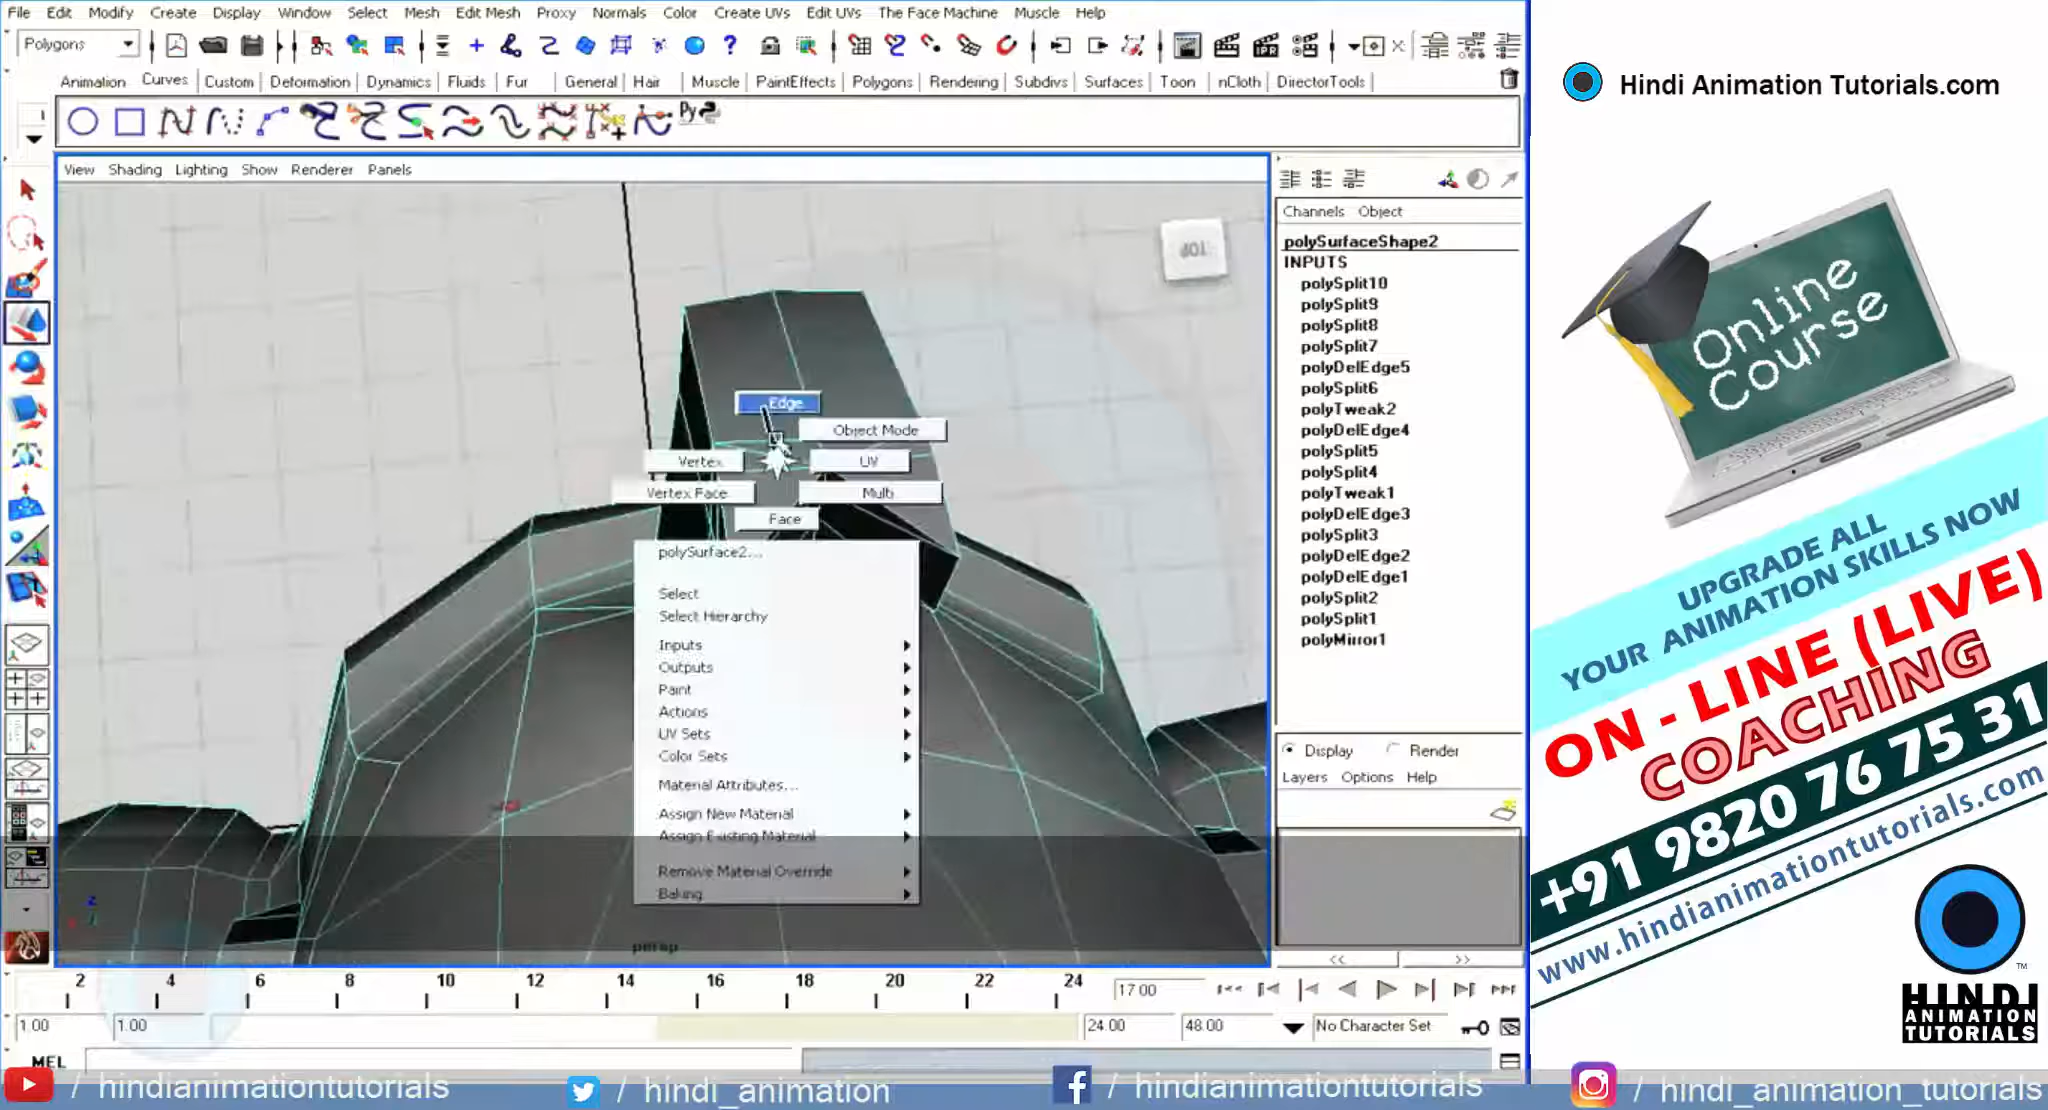 File Edit Modify Create Display Window Select Mesh Edit Mesh Proxy Normals Color Create UVs Edit UVs The Face Machine Muscle Help
Polygons
IPR
Animation Curves Custom Deformation Dynamics Fluids Fur General Hair Muscle PaintEffects Polygons Rendering Subdivs Surfaces Toon nCloth DirectorTools
Py
View Shading Lighting Show Renderer Panels
TOP
Edge
Object Mode
Vertex
UV
Vertex Face
Multi
Face
polySurface2...
Select
Select Hierarchy
Inputs
Outputs
Paint
Actions
UV Sets
Color Sets
Material Attributes...
Assign New Material
Assign Existing Material
Remove Material Override
Baking
persp
Channels Object
polySurfaceShape2
INPUTS
polySplit10
polySplit9
polySplit8
polySplit7
polyDelEdge5
polySplit6
polyTweak2
polyDelEdge4
polySplit5
polySplit4
polyTweak1
polyDelEdge3
polySplit3
polyDelEdge2
polyDelEdge1
polySplit2
polySplit1
polyMirror1
Display Render
Layers Options Help
<< >>
2 4 6 8 10 12 14 16 18 20 22 24
17.00
1.00 1.00 24.00 48.00 No Character Set
MEL
Hindi Animation Tutorials.com
Online Course
UPGRADE ALL
YOUR ANIMATION SKILLS NOW
ON - LINE (LIVE)
COACHING
+91 9820 76 75 31
www.hindianimationtutorials.com
TM
HINDI
ANIMATION
TUTORIALS
/ hindianimationtutorials / hindi_animation / hindianimationtutorials / hindi_animation_tutorials